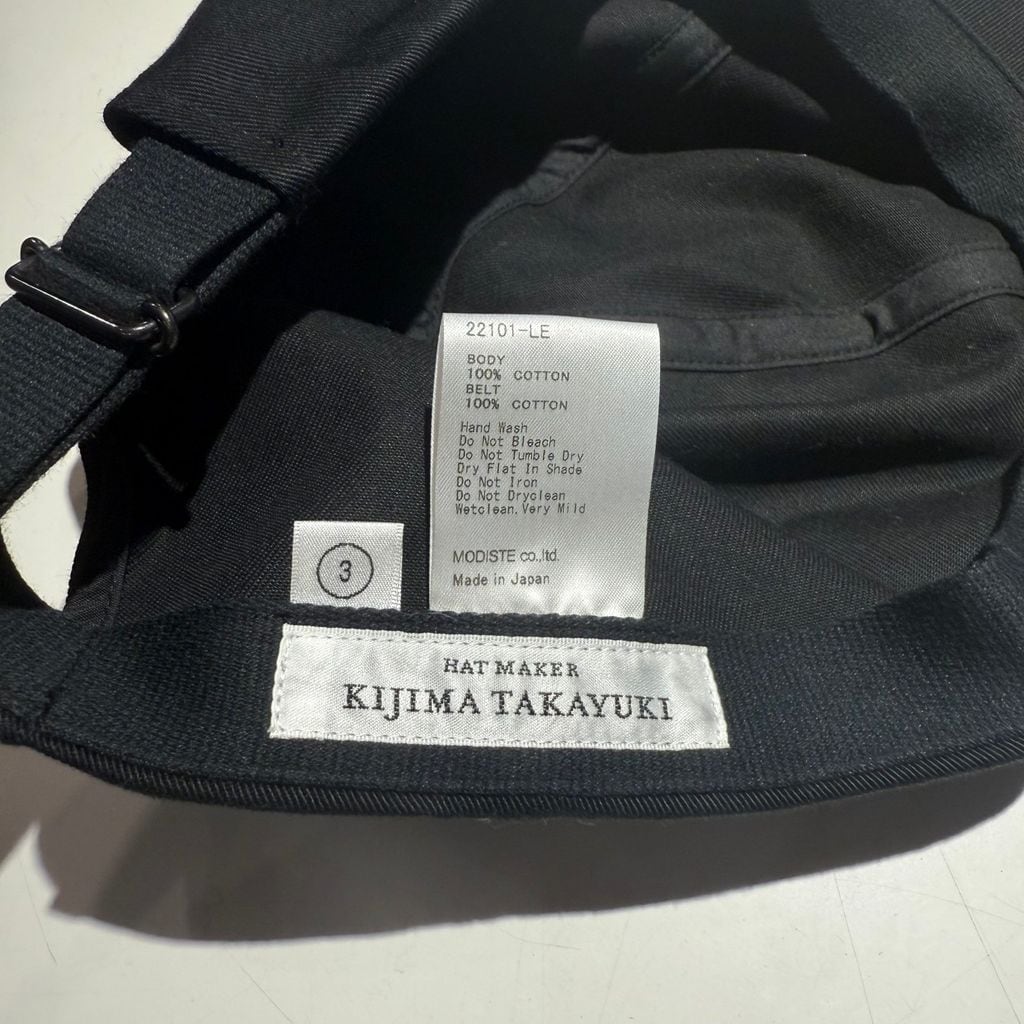 22101-LE
BODY
100% COTTON
BELT
100% COTTON
Hand Wash
Do Not Bleach
Do Not Tumble Dry
Dry Flat In Shade
Do Not Iron
Do Not Dryclean
Wetclean.Very Mild
MODISTE co.,ltd.
Made in Japan
3
HAT MAKER
KIJIMA TAKAYUKI